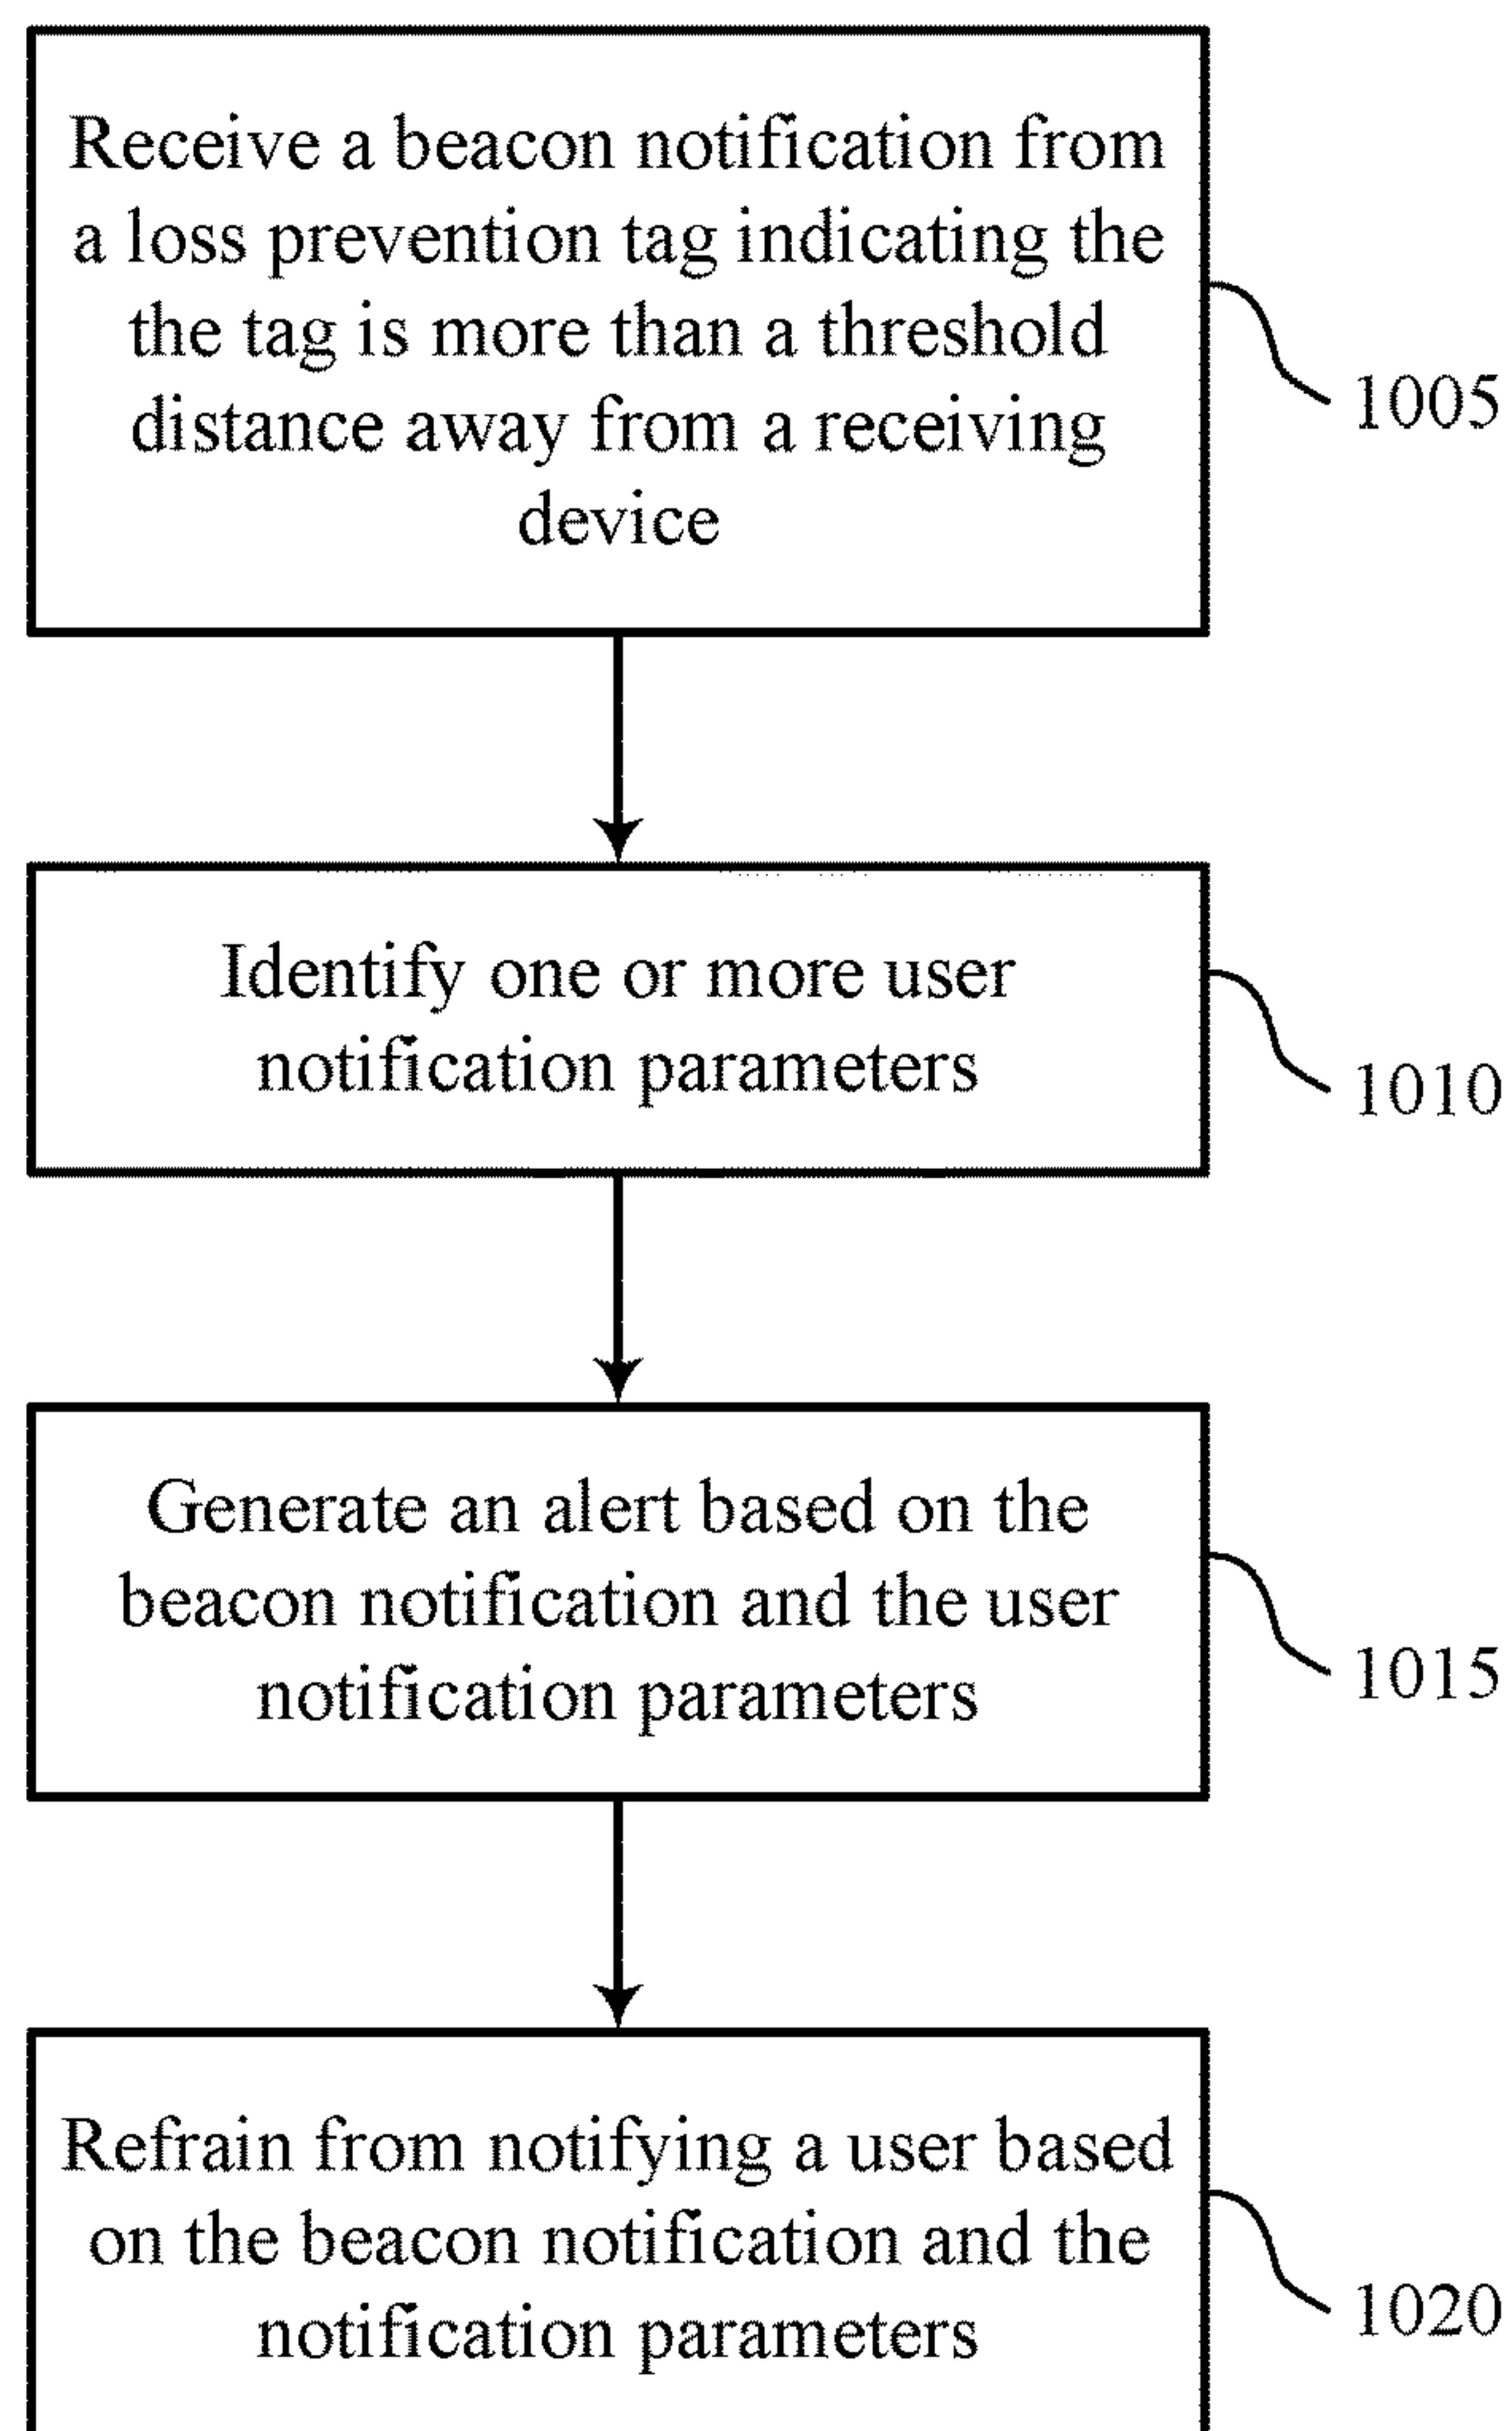 Receive a beacon notification from
a loss prevention tag indicating the
the tag is more than a threshold
distance away from a receiving
device
1005
Identify one or more user
notification parameters
1010
Generate an alert based on the
beacon notification and the user
notification parameters
1015
Refrain from notifying a user based
on the beacon notification and the
notification parameters
1020